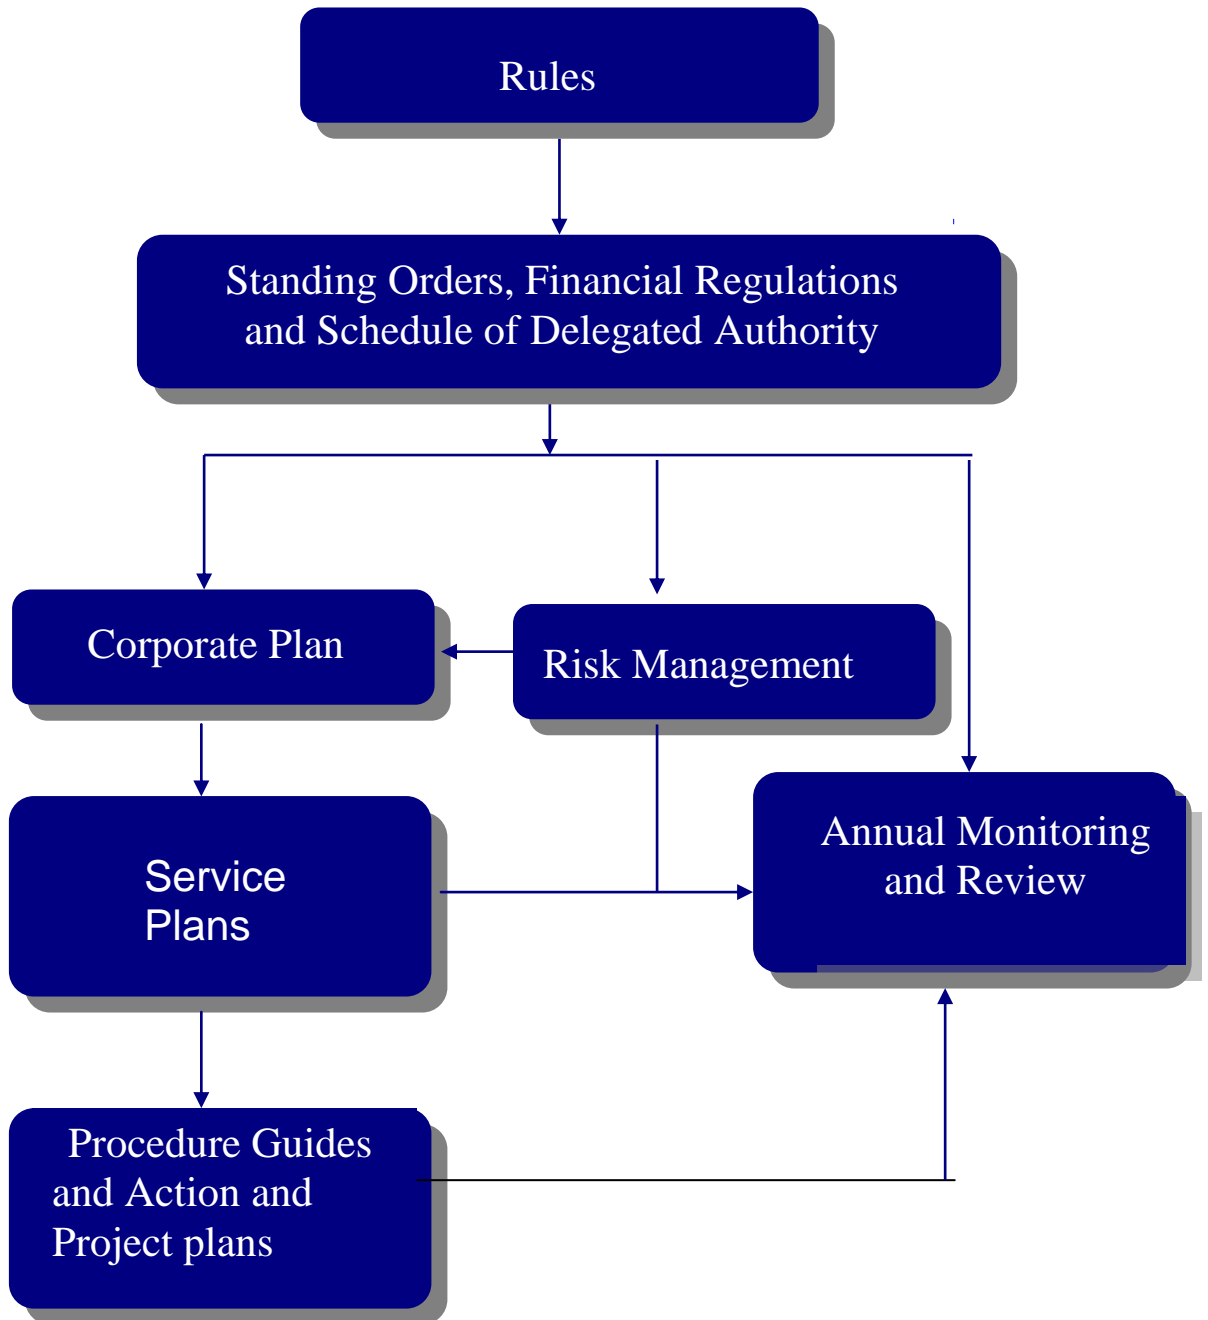 Rules
Standing Orders, Financial Regulations
and Schedule of Delegated Authority
Corporate Plan
Risk Management
Service
Plans
Annual Monitoring
and Review
Procedure Guides
and Action and
Project plans